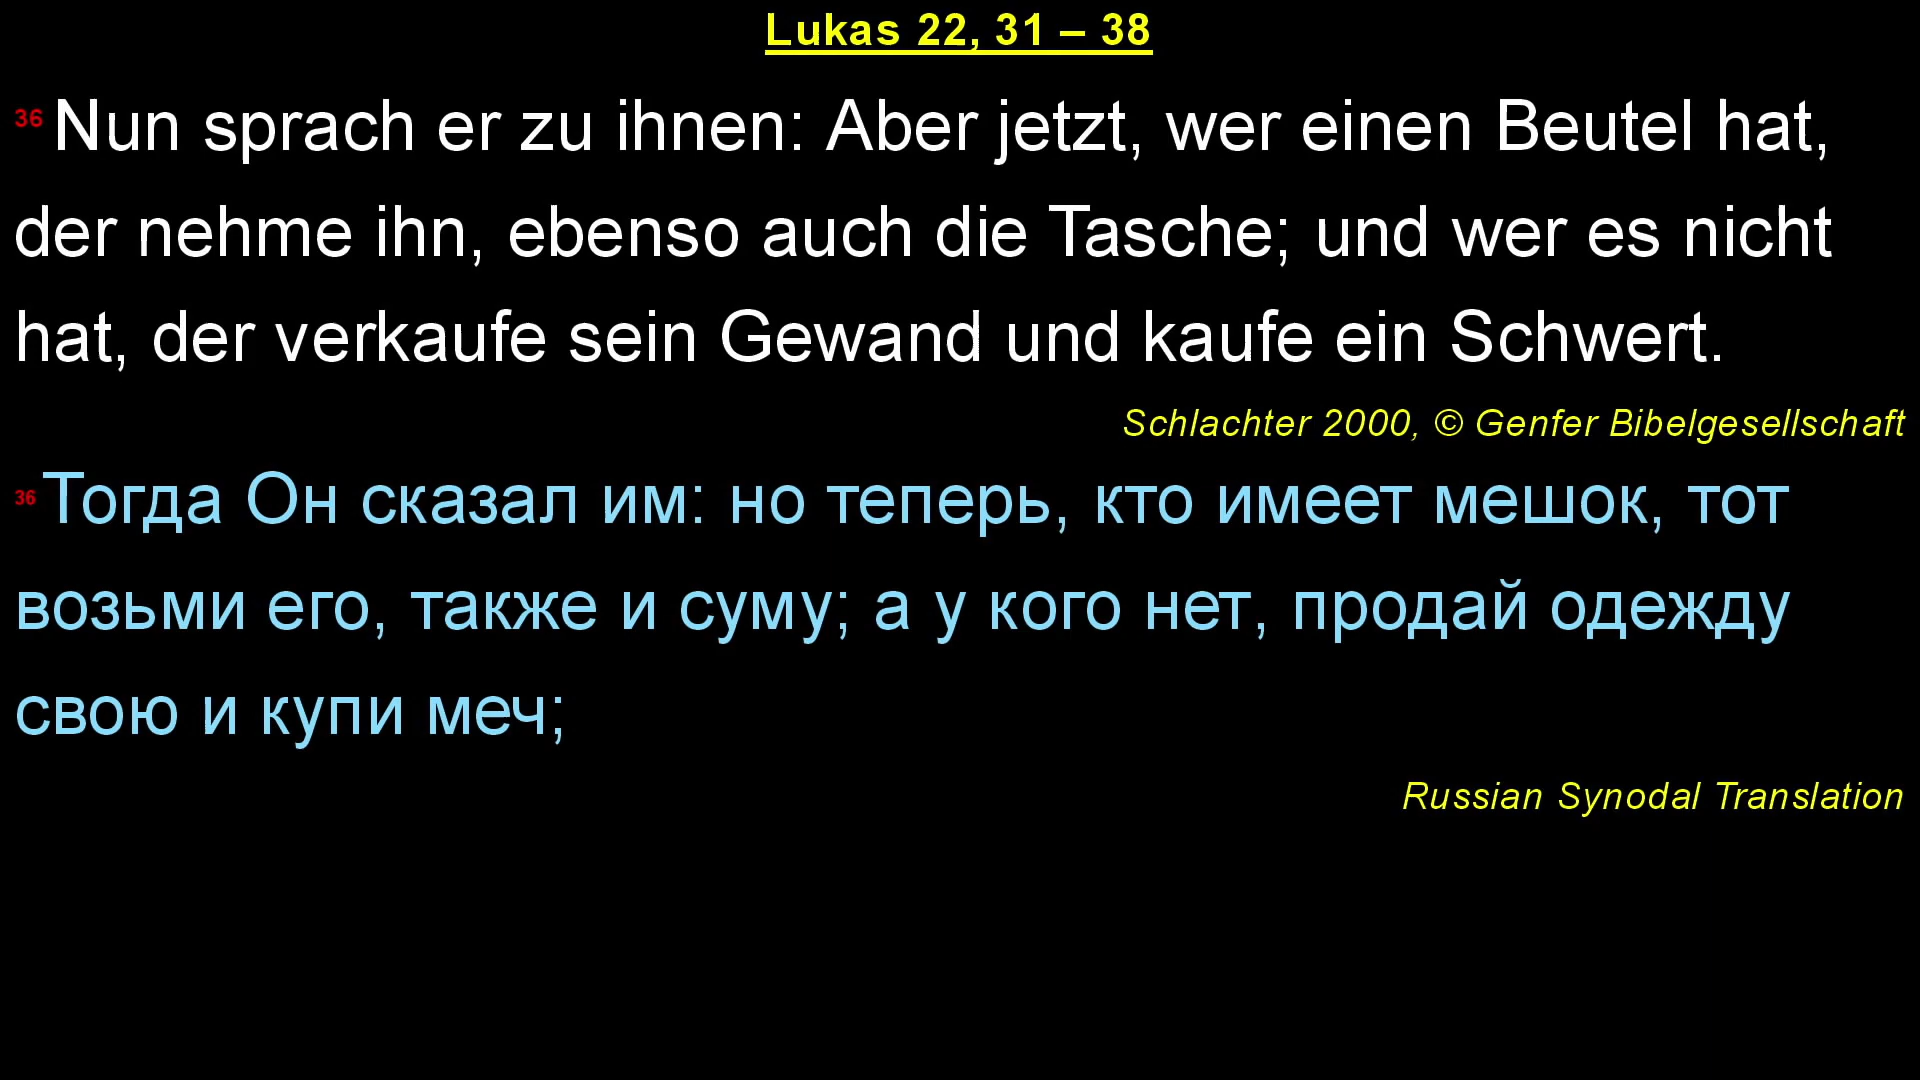 Lukas 22, 31 – 38
36 Nun sprach er zu ihnen: Aber jetzt, wer einen Beutel hat,
der nehme ihn, ebenso auch die Tasche; und wer es nicht
hat, der verkaufe sein Gewand und kaufe ein Schwert.
Schlachter 2000, © Genfer Bibelgesellschaft
36 Тогда Он сказал им: но теперь, кто имеет мешок, тот
возьми его, также и суму; а у кого нет, продай одежду
свою и купи меч;
Russian Synodal Translation